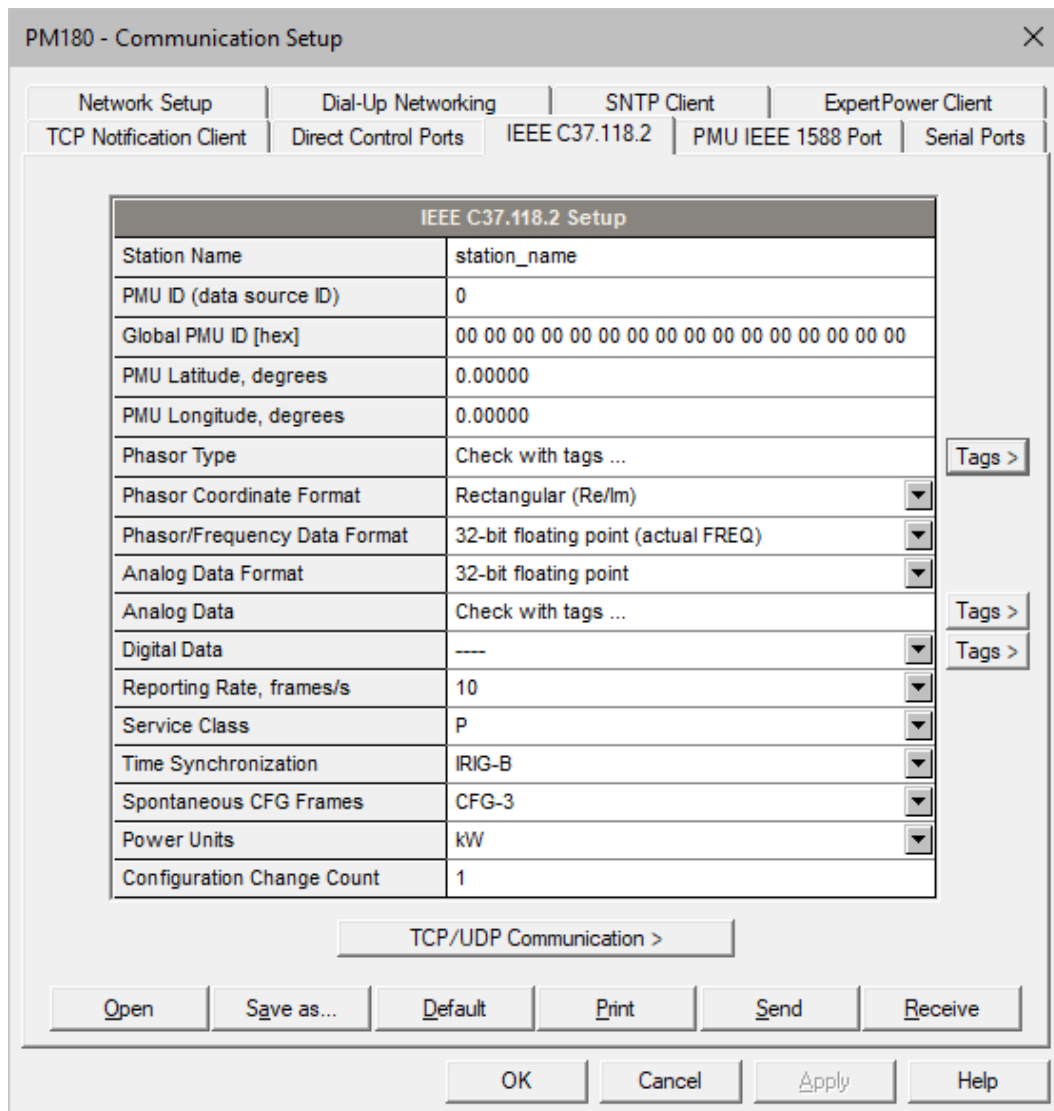 PM180 - Communication Setup
Network Setup Dial-Up Networking SNTP Client ExpertPower Client
TCP Notification Client Direct Control Ports IEEE C37.118.2 PMU IEEE 1588 Port Serial Ports
IEEE C37.118.2 Setup
Station Name station_name
PMU ID (data source ID) 0
Global PMU ID [hex] 00 00 00 00 00 00 00 00 00 00 00 00 00 00 00 00
PMU Latitude, degrees 0.00000
PMU Longitude, degrees 0.00000
Phasor Type Check with tags ... Tags >
Phasor Coordinate Format Rectangular (Re/Im)
Phasor/Frequency Data Format 32-bit floating point (actual FREQ)
Analog Data Format 32-bit floating point
Analog Data Check with tags ... Tags >
Digital Data ---- Tags >
Reporting Rate, frames/s 10
Service Class P
Time Synchronization IRIG-B
Spontaneous CFG Frames CFG-3
Power Units kW
Configuration Change Count 1
TCP/UDP Communication >
Open Save as... Default Print Send Receive
OK Cancel Apply Help